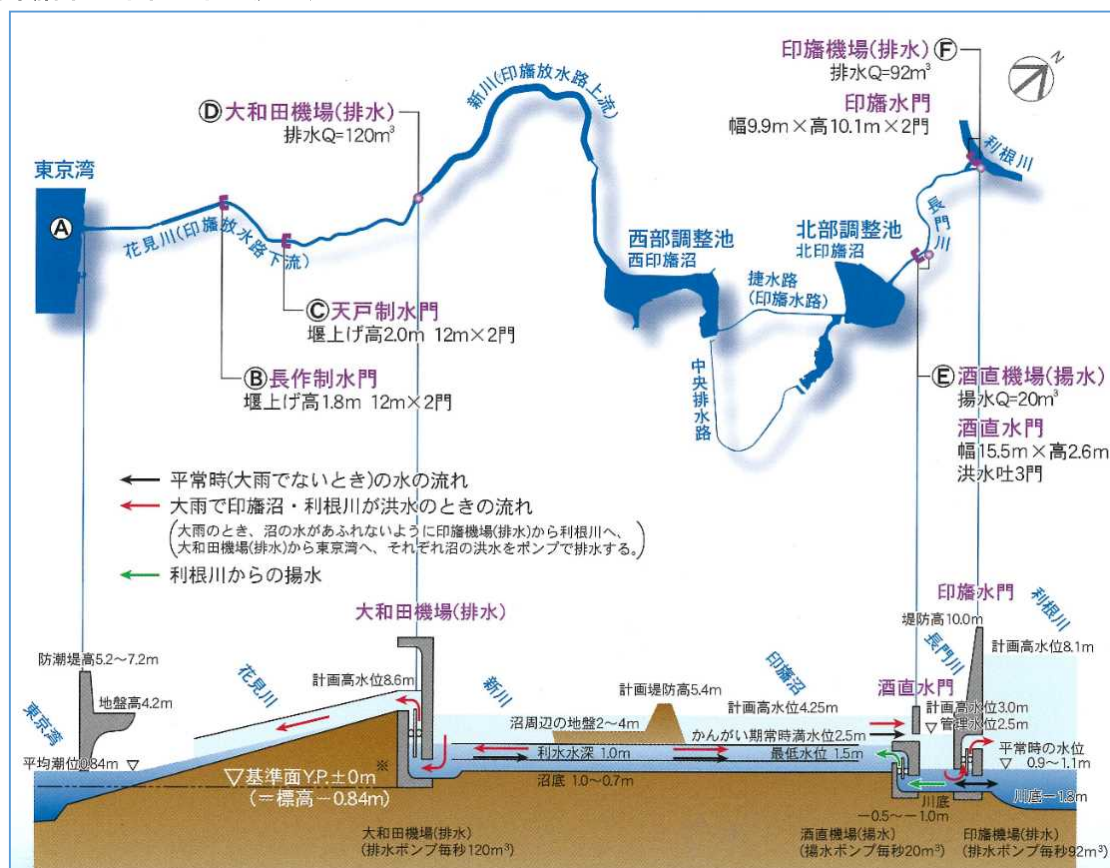 印旛機場(排水) Ⓕ
排水Q=92m³
印旛水門
幅9.9m×高10.1m×2門
N
新川(印旛放水路上流)
Ⓓ 大和田機場(排水)
排水Q=120m³
利根川
東京湾
Ⓐ
花見川(印旛放水路下流)
長門川
西部調整池
西印旛沼
北部調整池
北印旛沼
捷水路
(印旛水路)
Ⓒ 天戸制水門
堰上げ高2.0m 12m×2門
Ⓑ 長作制水門
堰上げ高1.8m 12m×2門
中央排水路
Ⓔ 酒直機場(揚水)
揚水Q=20m³
酒直水門
幅15.5m×高2.6m
洪水吐3門
平常時(大雨でないとき)の水の流れ
大雨で印旛沼・利根川が洪水のときの流れ
(大雨のとき、沼の水があふれないように印旛機場(排水)から利根川へ、
大和田機場(排水)から東京湾へ、それぞれ沼の洪水をポンプで排水する。)
利根川からの揚水
大和田機場(排水)
印旛水門
堤防高10.0m
利根川
長門川
計画高水位8.1m
防潮堤高5.2～7.2m
地盤高4.2m
東京湾
花見川
計画高水位8.6m
新川
計画堤防高5.4m
印旛沼
酒直水門
計画高水位4.25m
計画高水位3.0m
▽管理水位2.5m
沼周辺の地盤2～4m
かんがい期常時満水位2.5m
平均潮位0.84m ▽
利水水深 1.0m
最低水位 1.5m
平常時の水位
▽ 0.9～1.1m
▽基準面Y.P.±0m ※
(=標高−0.84m)
沼底 1.0～0.7m
川底
−0.5～−1.0m
川底−1.8m
大和田機場(排水)
(排水ポンプ毎秒120m³)
酒直機場(揚水)
(揚水ポンプ毎秒20m³)
印旛機場(排水)
(排水ポンプ毎秒92m³)